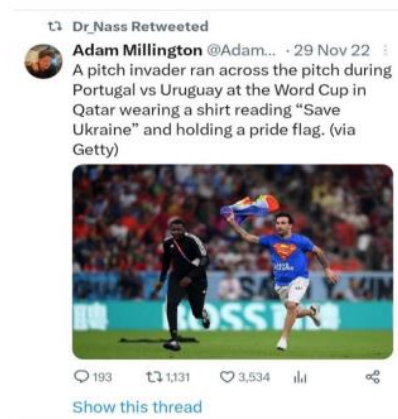 Dr_Nass Retweeted
Adam Millington @Adam... · 29 Nov 22
A pitch invader ran across the pitch during
Portugal vs Uruguay at the Word Cup in
Qatar wearing a shirt reading “Save
Ukraine” and holding a pride flag. (via
Getty)
193 1,131 3,534
Show this thread